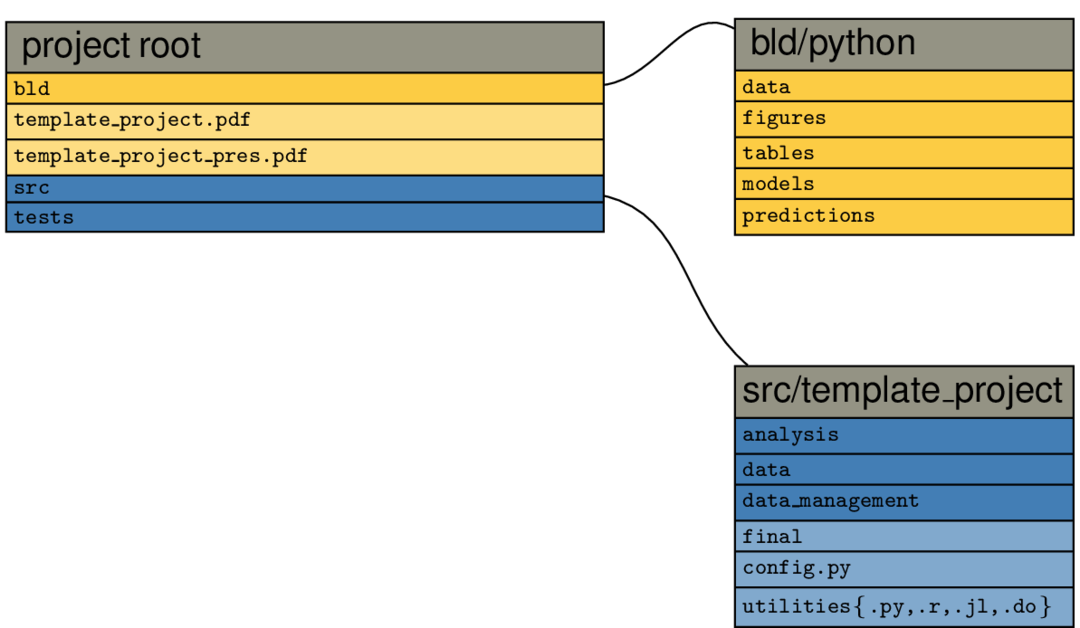 project root
bld
template_project.pdf
template_project_pres.pdf
src
tests
bld/python
data
figures
tables
models
predictions
src/template_project
analysis
data
data_management
final
config.py
utilities{.py,.r,.jl,.do}